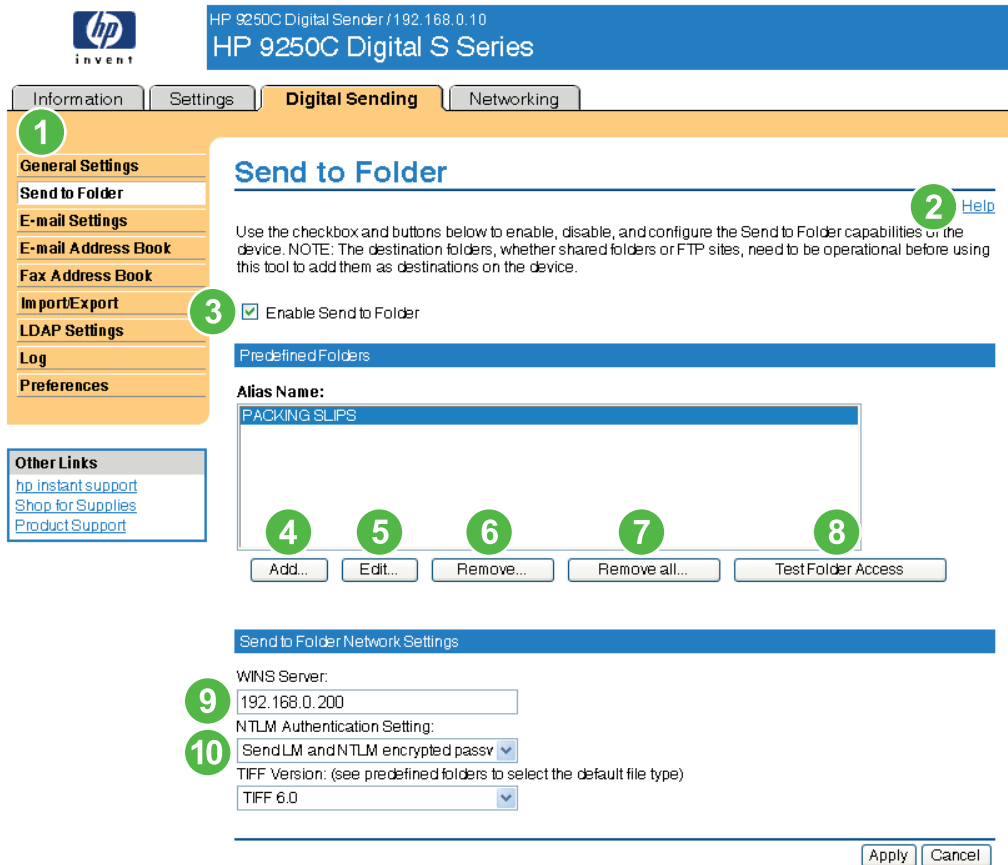 hp
invent
HP 9250C Digital Sender / 192.168.0.10
HP 9250C Digital S Series
Information
Settings
Digital Sending
Networking
1
General Settings
Send to Folder
E-mail Settings
E-mail Address Book
Fax Address Book
Import/Export
LDAP Settings
Log
Preferences
Other Links
hp instant support
Shop for Supplies
Product Support
Send to Folder
2
Help
Use the checkbox and buttons below to enable, disable, and configure the Send to Folder capabilities of the
device. NOTE: The destination folders, whether shared folders or FTP sites, need to be operational before using
this tool to add them as destinations on the device.
3
Enable Send to Folder
Predefined Folders
Alias Name:
PACKING SLIPS
4
5
6
7
8
Add...
Edit...
Remove...
Remove all...
Test Folder Access
Send to Folder Network Settings
WINS Server:
9
192.168.0.200
NTLM Authentication Setting:
10
Send LM and NTLM encrypted passv
TIFF Version: (see predefined folders to select the default file type)
TIFF 6.0
Apply
Cancel